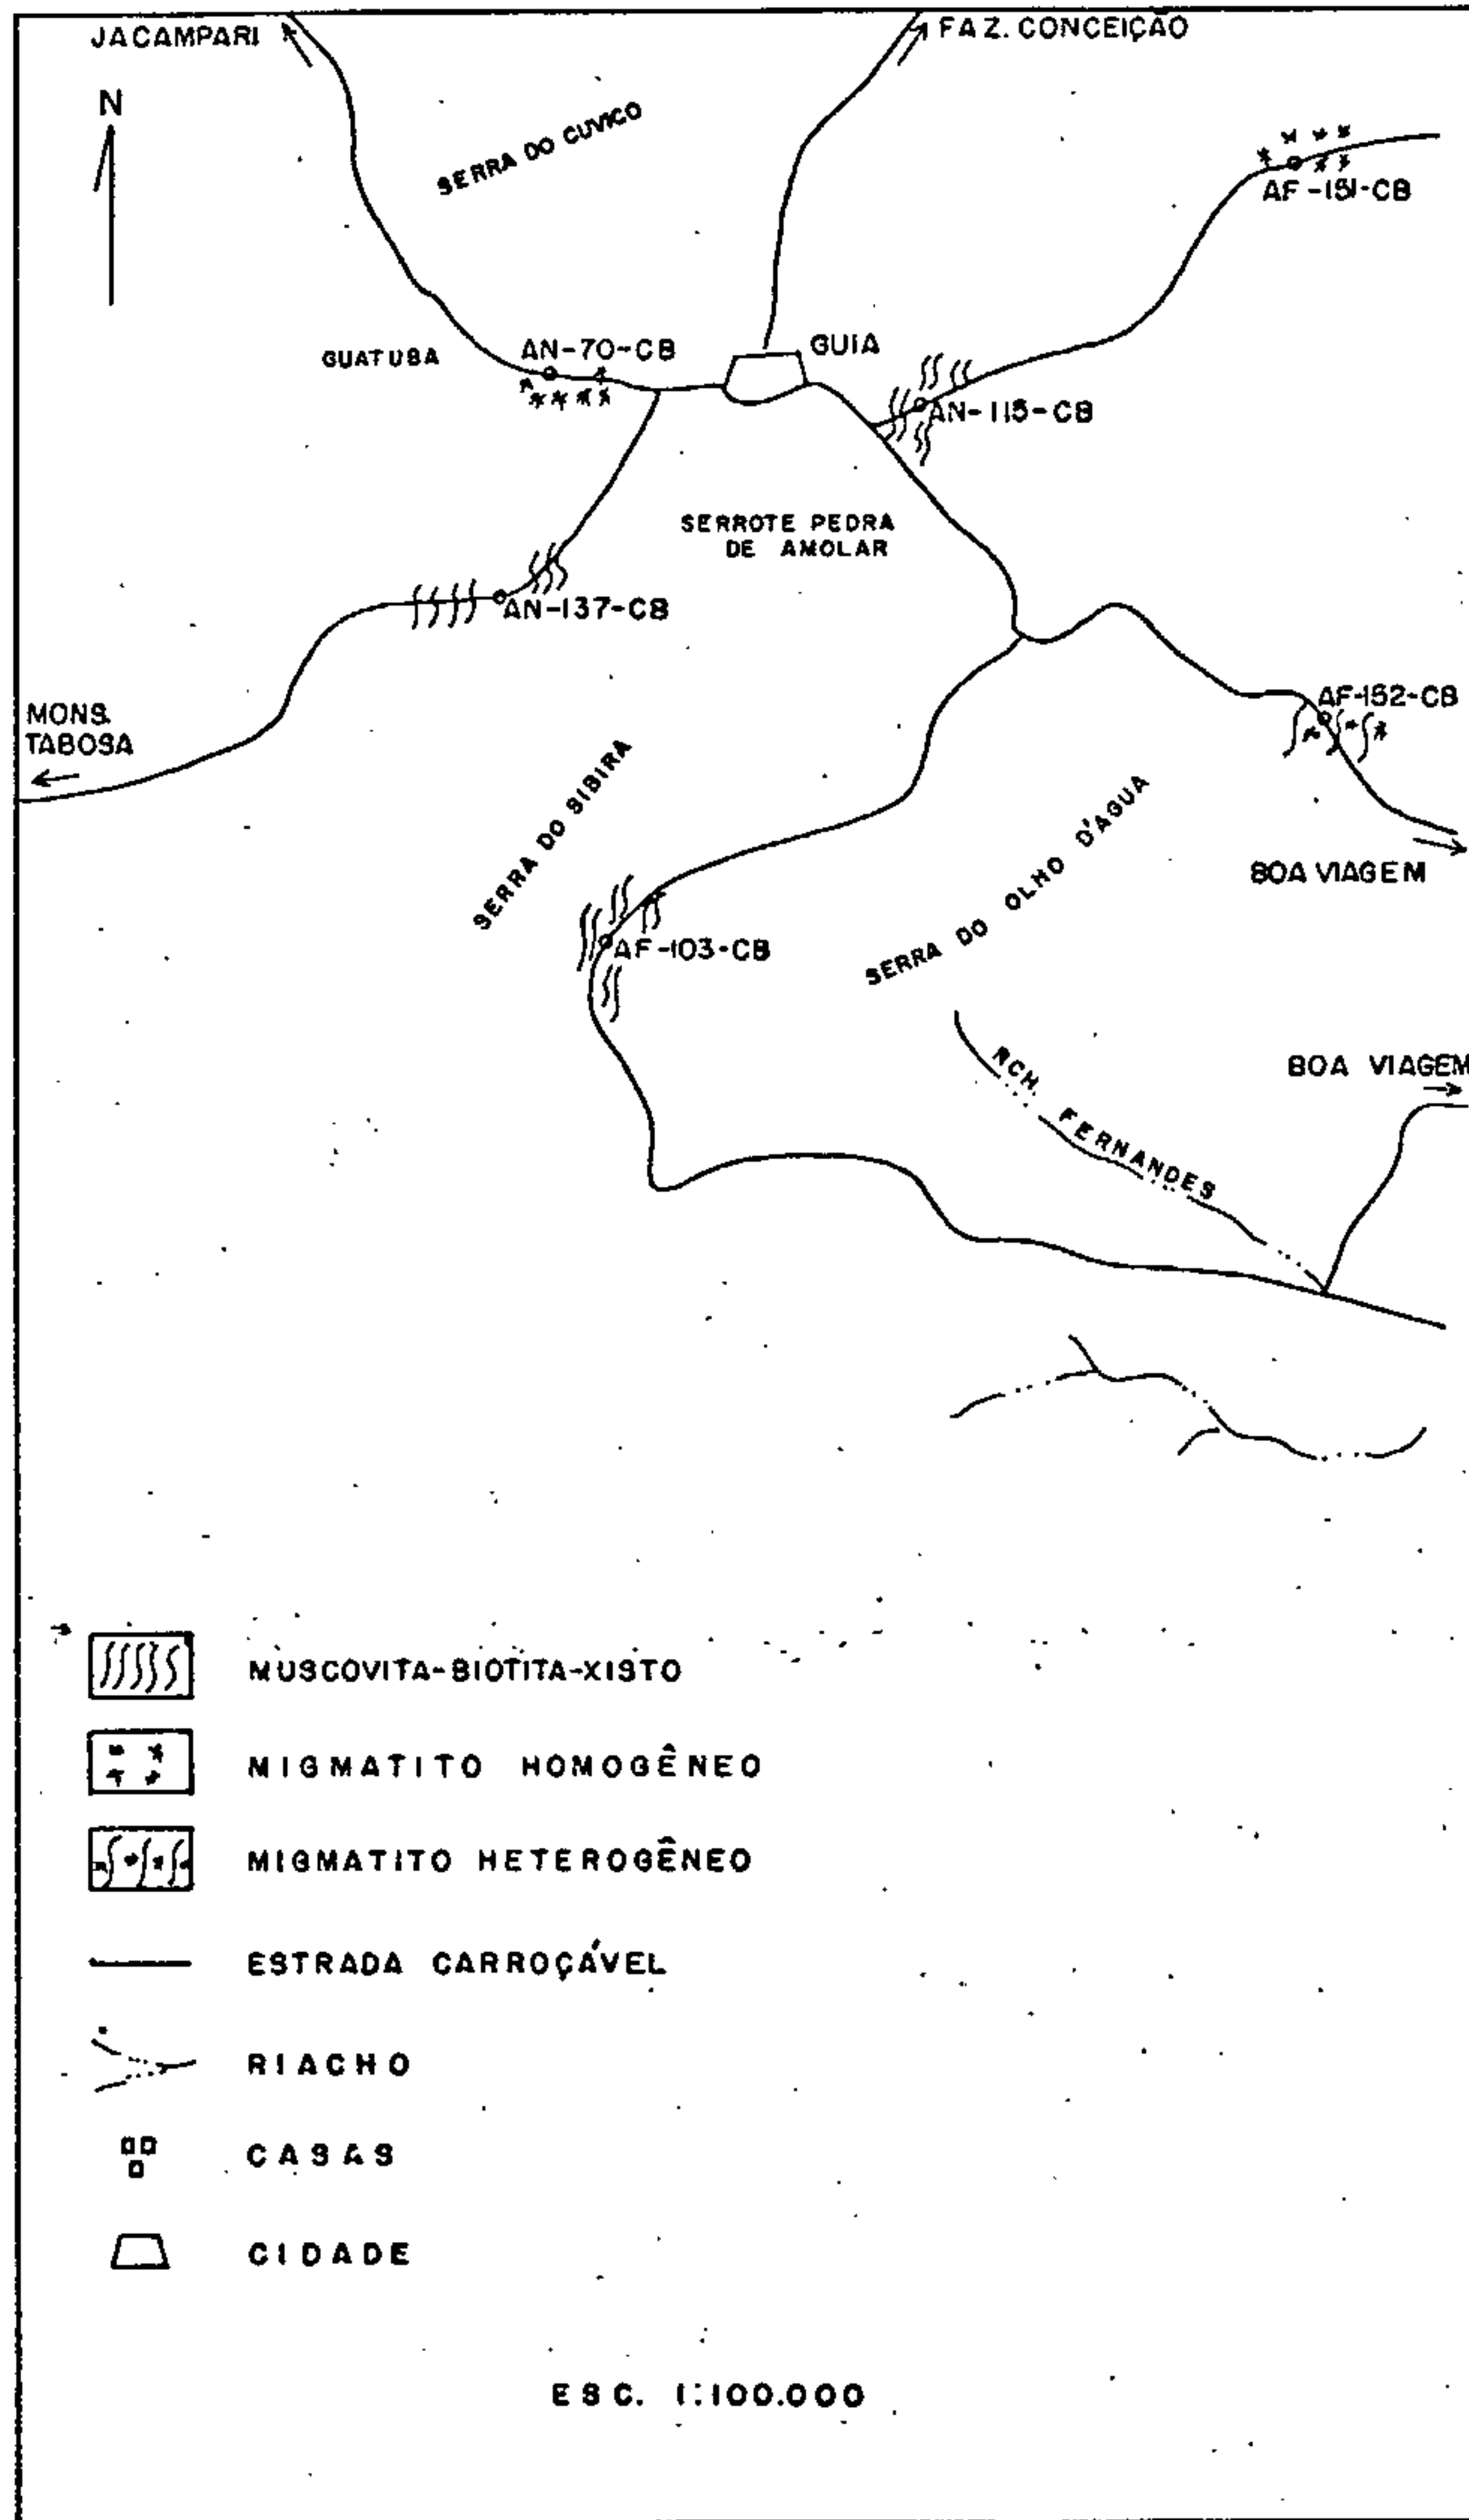 JACAMPARI
FAZ. CONCEIÇÃO
N
SERRA DO CUVICO
AF-151-CB
GUATUBA
AN-70-CB
GUIA
AN-115-CB
SERROTE PEDRA
DE AMOLAR
AN-137-CB
MONS.
TABOSA
AF-152-CB
SERRA DO SIBIRA
SERRA DO OLHO D'AGUA
BOA VIAGEM
AF-103-CB
RCH. FERNANDES
BOA VIAGEM
MUSCOVITA-BIOTITA-XISTO
MIGMATITO HOMOGÊNEO
MIGMATITO HETEROGÊNEO
ESTRADA CARROÇÁVEL
RIACHO
CASAS
CIDADE
ESC. 1:100.000